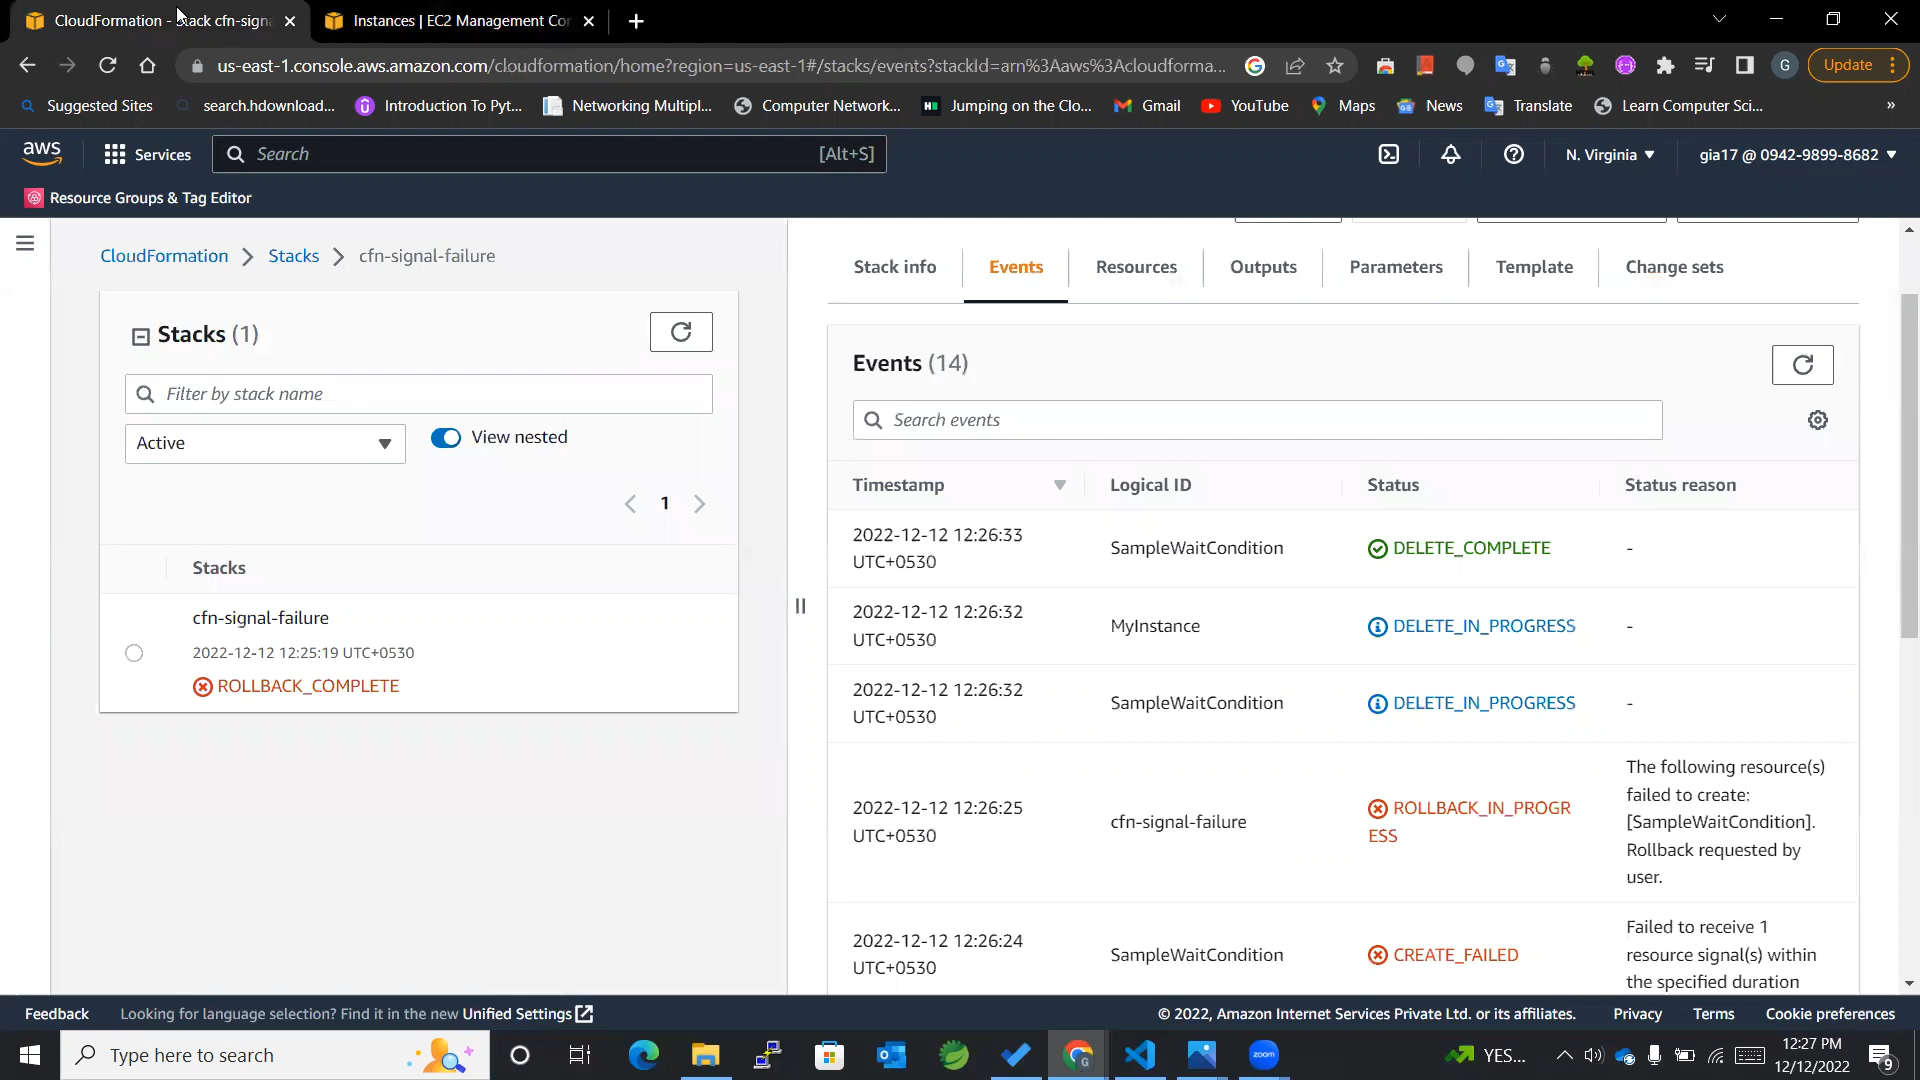 CloudFormation - Stack cfn-signa
Instances | EC2 Management Co
us-east-1.console.aws.amazon.com/cloudformation/home?region=us-east-1#/stacks/events?stackId=arn%3Aaws%3Acloudforma...
G
Update
Suggested Sites
search.hdownload...
Introduction To Pyt...
Networking Multipl...
Computer Network...
Jumping on the Clo...
Gmail
YouTube
Maps
News
Translate
Learn Computer Sci...
»
aws
Services
Search
[Alt+S]
N. Virginia
gia17 @ 0942-9899-8682
Resource Groups & Tag Editor
CloudFormation > Stacks > cfn-signal-failure
Stacks (1)
Filter by stack name
Active
View nested
1
Stacks
cfn-signal-failure
2022-12-12 12:25:19 UTC+0530
ROLLBACK_COMPLETE
Stack info
Events
Resources
Outputs
Parameters
Template
Change sets
Events (14)
Search events
Timestamp
Logical ID
Status
Status reason
2022-12-12 12:26:33
UTC+0530
SampleWaitCondition
DELETE_COMPLETE
-
2022-12-12 12:26:32
UTC+0530
MyInstance
DELETE_IN_PROGRESS
-
2022-12-12 12:26:32
UTC+0530
SampleWaitCondition
DELETE_IN_PROGRESS
-
2022-12-12 12:26:25
UTC+0530
cfn-signal-failure
ROLLBACK_IN_PROGR
ESS
The following resource(s)
failed to create:
[SampleWaitCondition].
Rollback requested by
user.
2022-12-12 12:26:24
UTC+0530
SampleWaitCondition
CREATE_FAILED
Failed to receive 1
resource signal(s) within
the specified duration
Feedback
Looking for language selection? Find it in the new Unified Settings
© 2022, Amazon Internet Services Private Ltd. or its affiliates.
Privacy
Terms
Cookie preferences
Type here to search
zoom
YES...
12:27 PM
12/12/2022
9